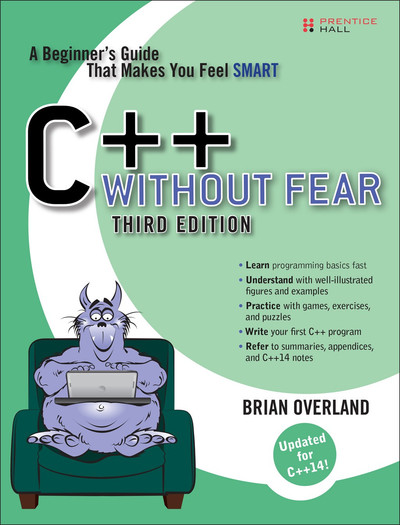 PRENTICE
HALL
A Beginner's Guide
That Makes You Feel SMART
C++
WITHOUT FEAR
THIRD EDITION
• Learn programming basics fast
• Understand with well-illustrated
figures and examples
• Practice with games, exercises,
and puzzles
• Write your first C++ program
• Refer to summaries, appendices,
and C++14 notes
BRIAN OVERLAND
Updated
for
C++14!